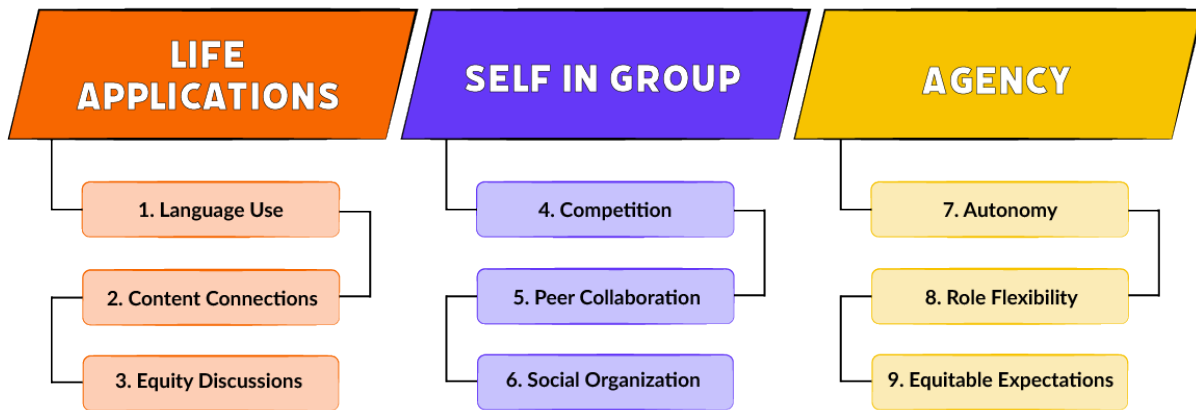 LIFE
APPLICATIONS
1. Language Use
2. Content Connections
3. Equity Discussions
SELF IN GROUP
4. Competition
5. Peer Collaboration
6. Social Organization
AGENCY
7. Autonomy
8. Role Flexibility
9. Equitable Expectations